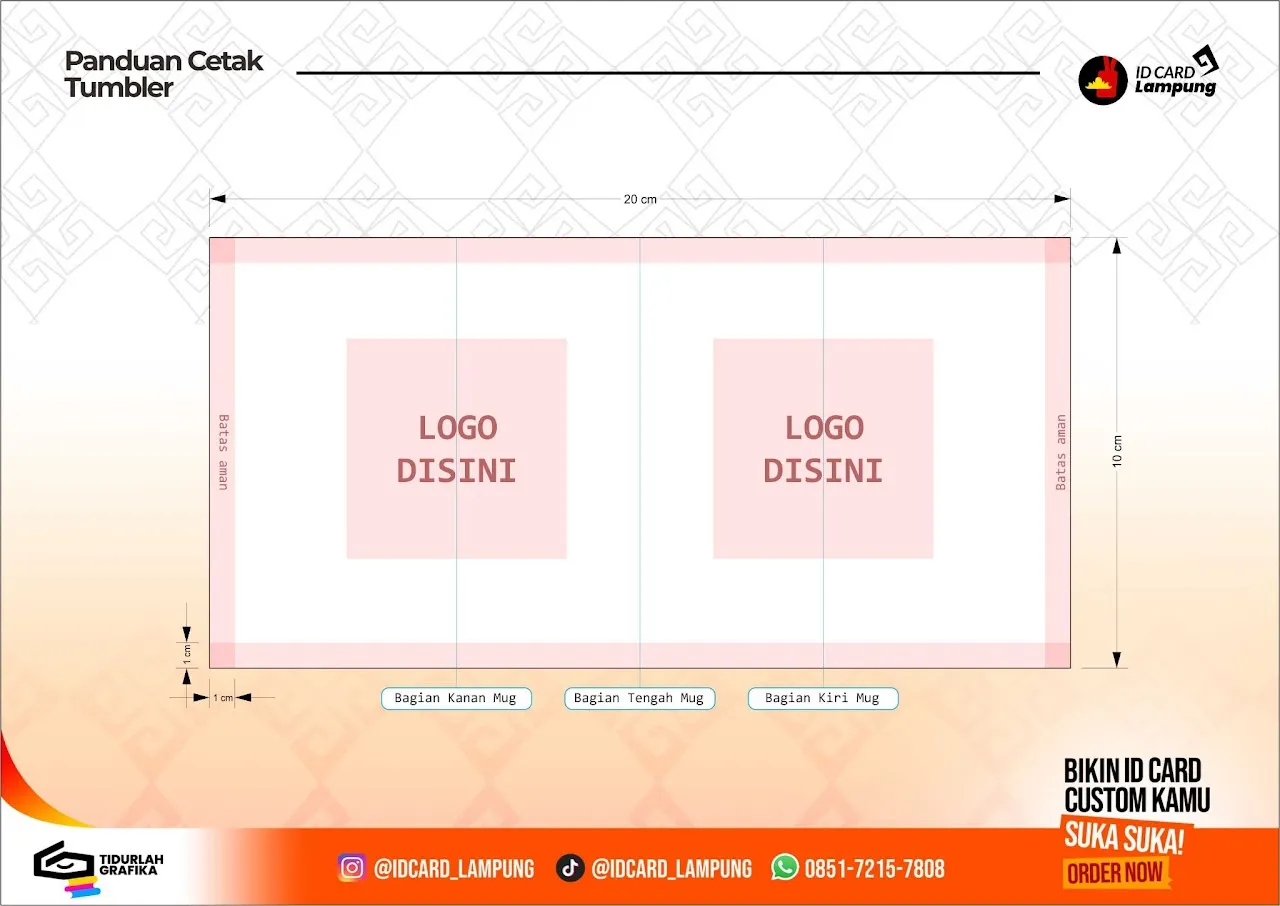 Panduan Cetak
Tumbler
ID CARD
Lampung
20 cm
Batas aman
LOGO
DISINI
LOGO
DISINI
Batas aman
10 cm
1 cm
1 cm
Bagian Kanan Mug
Bagian Tengah Mug
Bagian Kiri Mug
BIKIN ID CARD
CUSTOM KAMU
SUKA SUKA!
ORDER NOW
TIDURLAH
GRAFIKA
@IDCARD_LAMPUNG
@IDCARD_LAMPUNG
0851-7215-7808